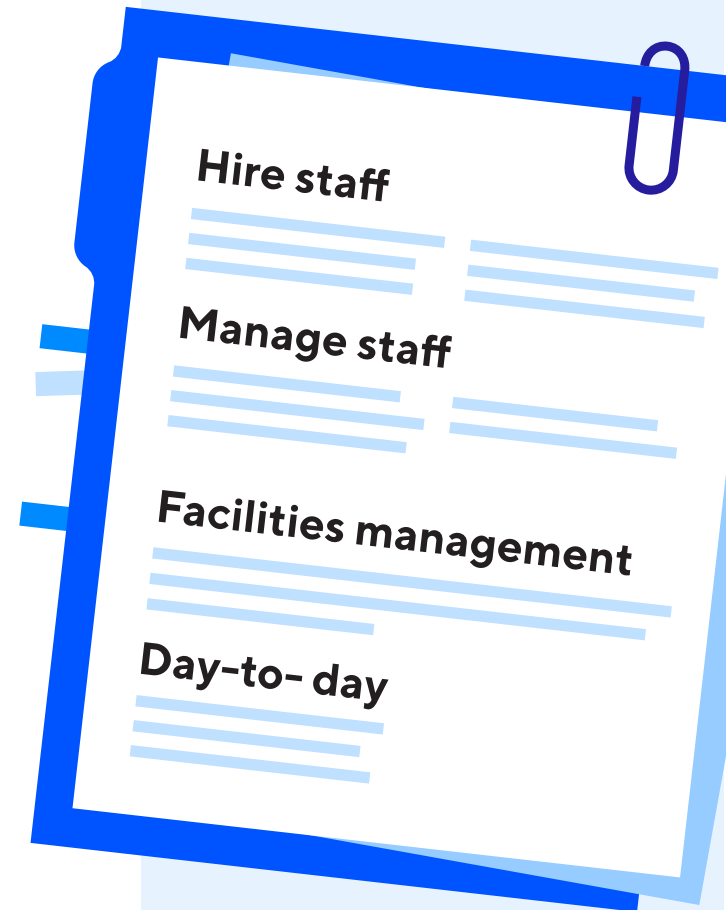 Hire staff
Manage staff
Facilities management
Day-to- day